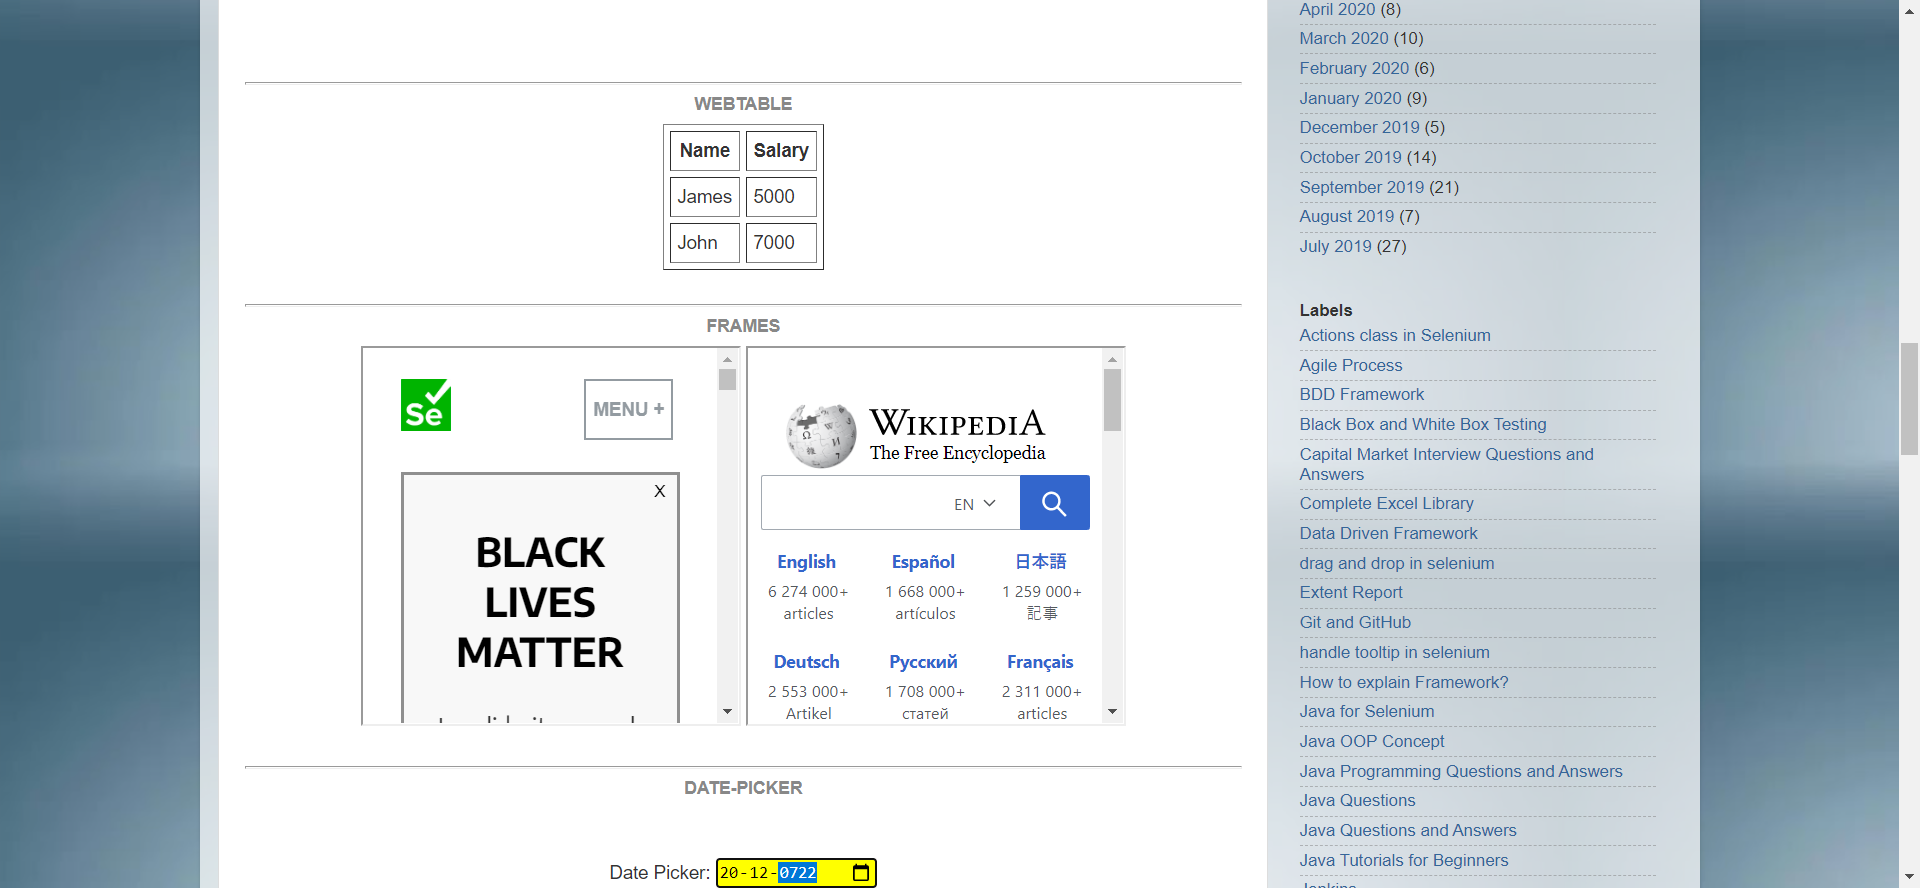 WEBTABLE
Name Salary
James 5000
John 7000
FRAMES
Se
MENU +
X
BLACK
LIVES
MATTER
WIKIPEDIA
The Free Encyclopedia
EN
English Español 日本語
6 274 000+ 1 668 000+ 1 259 000+
articles artículos 記事
Deutsch Русский Français
2 553 000+ 1 708 000+ 2 311 000+
Artikel статей articles
DATE-PICKER
Date Picker: 20-12-0722
April 2020 (8)
March 2020 (10)
February 2020 (6)
January 2020 (9)
December 2019 (5)
October 2019 (14)
September 2019 (21)
August 2019 (7)
July 2019 (27)
Labels
Actions class in Selenium
Agile Process
BDD Framework
Black Box and White Box Testing
Capital Market Interview Questions and
Answers
Complete Excel Library
Data Driven Framework
drag and drop in selenium
Extent Report
Git and GitHub
handle tooltip in selenium
How to explain Framework?
Java for Selenium
Java OOP Concept
Java Programming Questions and Answers
Java Questions
Java Questions and Answers
Java Tutorials for Beginners